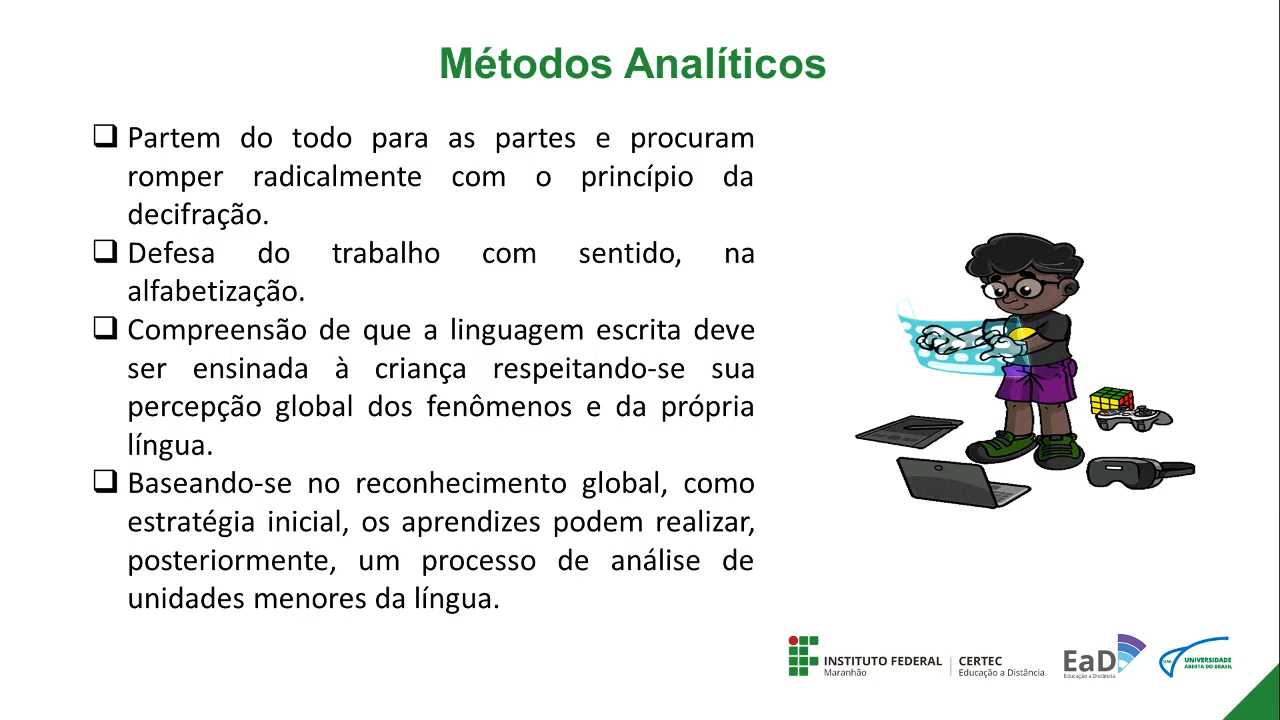 Métodos Analíticos
Partem do todo para as partes e procuram
romper radicalmente com o princípio da
decifração.
Defesa do trabalho com sentido, na
alfabetização.
Compreensão de que a linguagem escrita deve
ser ensinada à criança respeitando-se sua
percepção global dos fenômenos e da própria
língua.
Baseando-se no reconhecimento global, como
estratégia inicial, os aprendizes podem realizar,
posteriormente, um processo de análise de
unidades menores da língua.
INSTITUTO FEDERAL
Maranhão
CERTEC
Educação a Distância
EaD
Educação a Distância
UAB
UNIVERSIDADE
ABERTA DO BRASIL